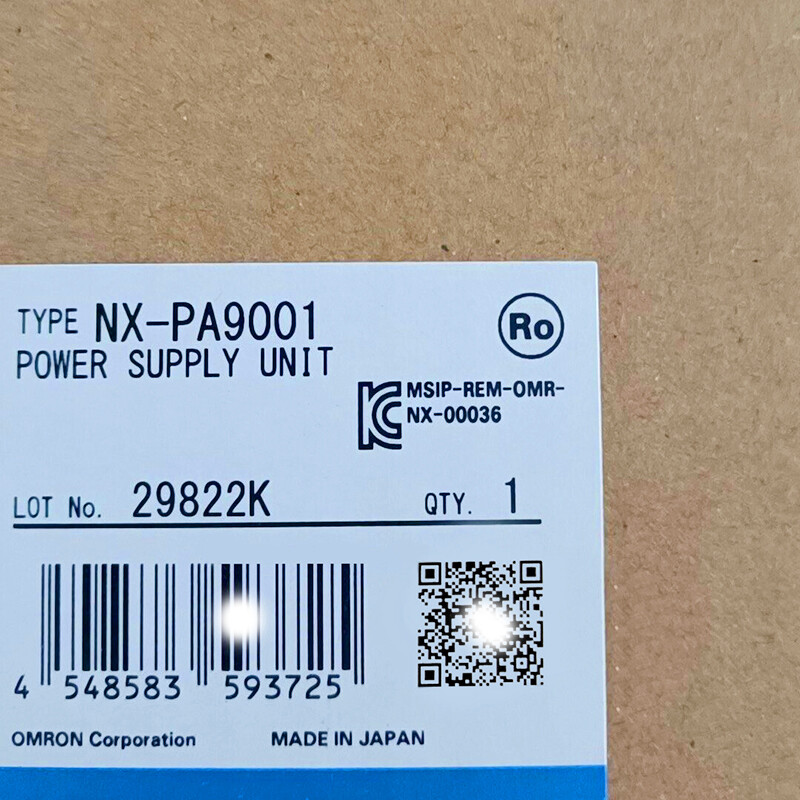 TYPE NX-PA9001
POWER SUPPLY UNIT
Ro
KC
MSIP-REM-OMR-
NX-00036
LOT No. 29822K
QTY. 1
4 548583 593725
OMRON Corporation
MADE IN JAPAN